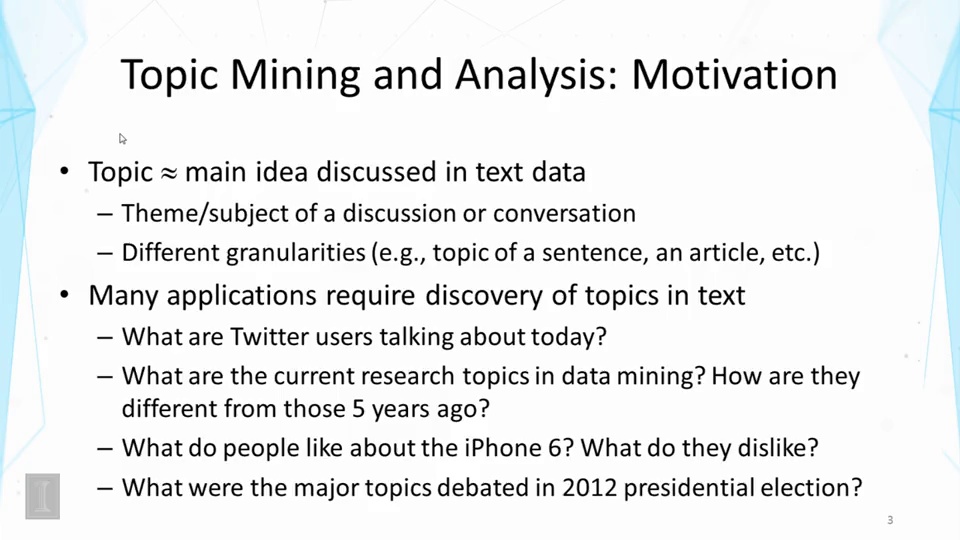 Topic Mining and Analysis: Motivation
• Topic ≈ main idea discussed in text data
– Theme/subject of a discussion or conversation
– Different granularities (e.g., topic of a sentence, an article, etc.)
• Many applications require discovery of topics in text
– What are Twitter users talking about today?
– What are the current research topics in data mining? How are they
different from those 5 years ago?
– What do people like about the iPhone 6? What do they dislike?
– What were the major topics debated in 2012 presidential election?
I
3